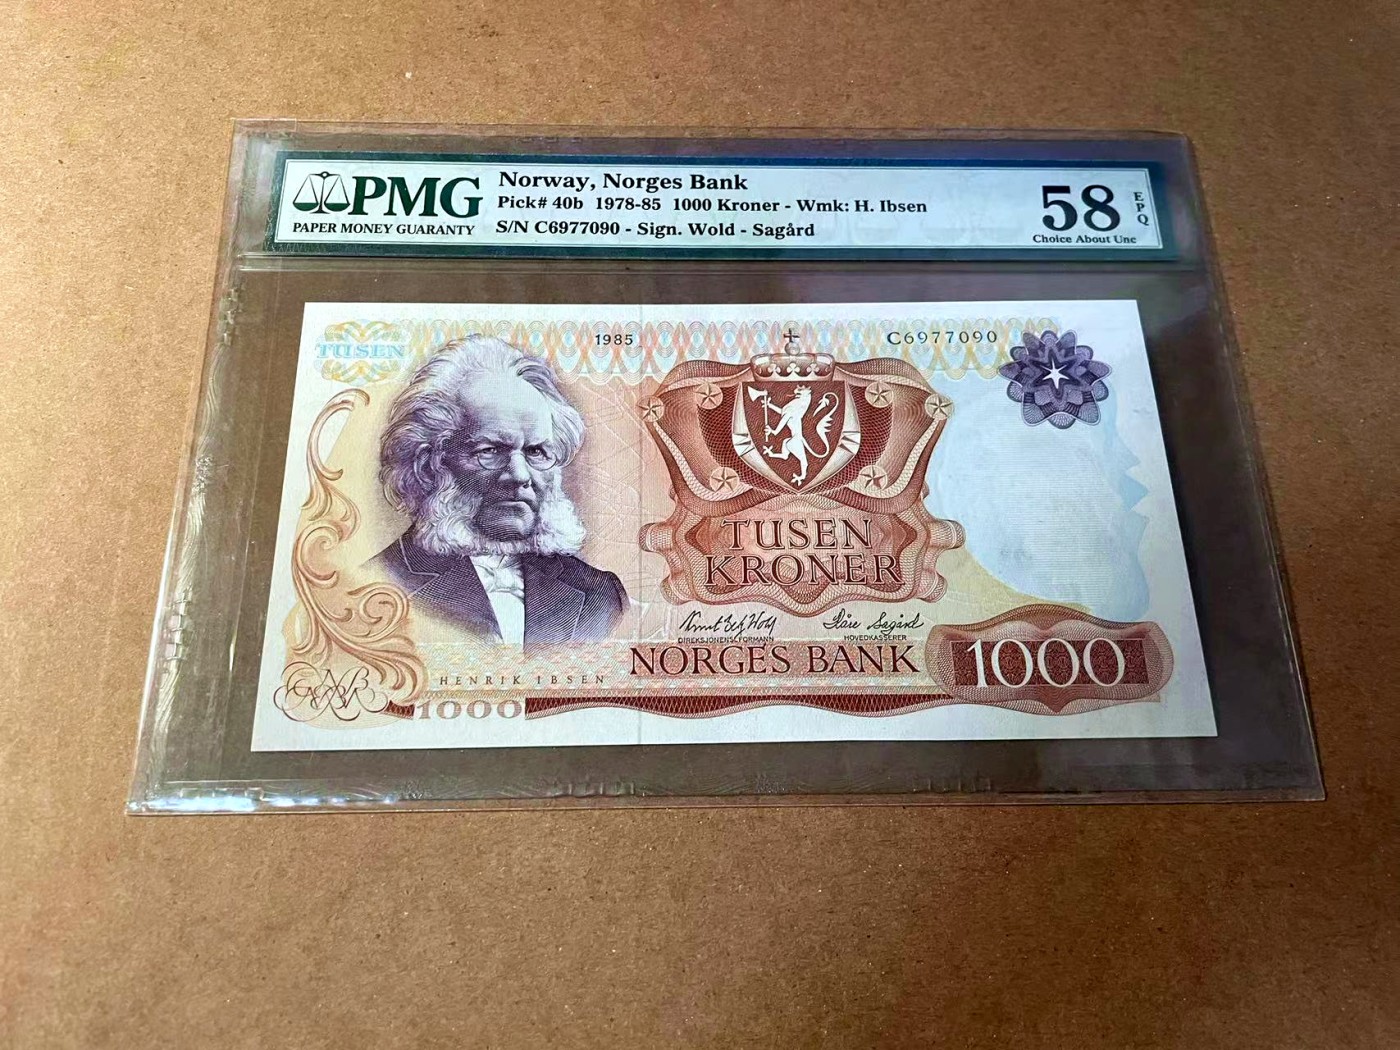 PMG
PAPER MONEY GUARANTY
Norway, Norges Bank
Pick# 40b 1978-85 1000 Kroner - Wmk: H. Ibsen
S/N C6977090 - Sign. Wold - Sagård
58
EPQ
Choice About Unc
TUSEN
1985
C6977090
TUSEN
KRONER
DIREKSJONENS FORMANN
HOVEDKASSERER
NORGES BANK
1000
HENRIK IBSEN
1000